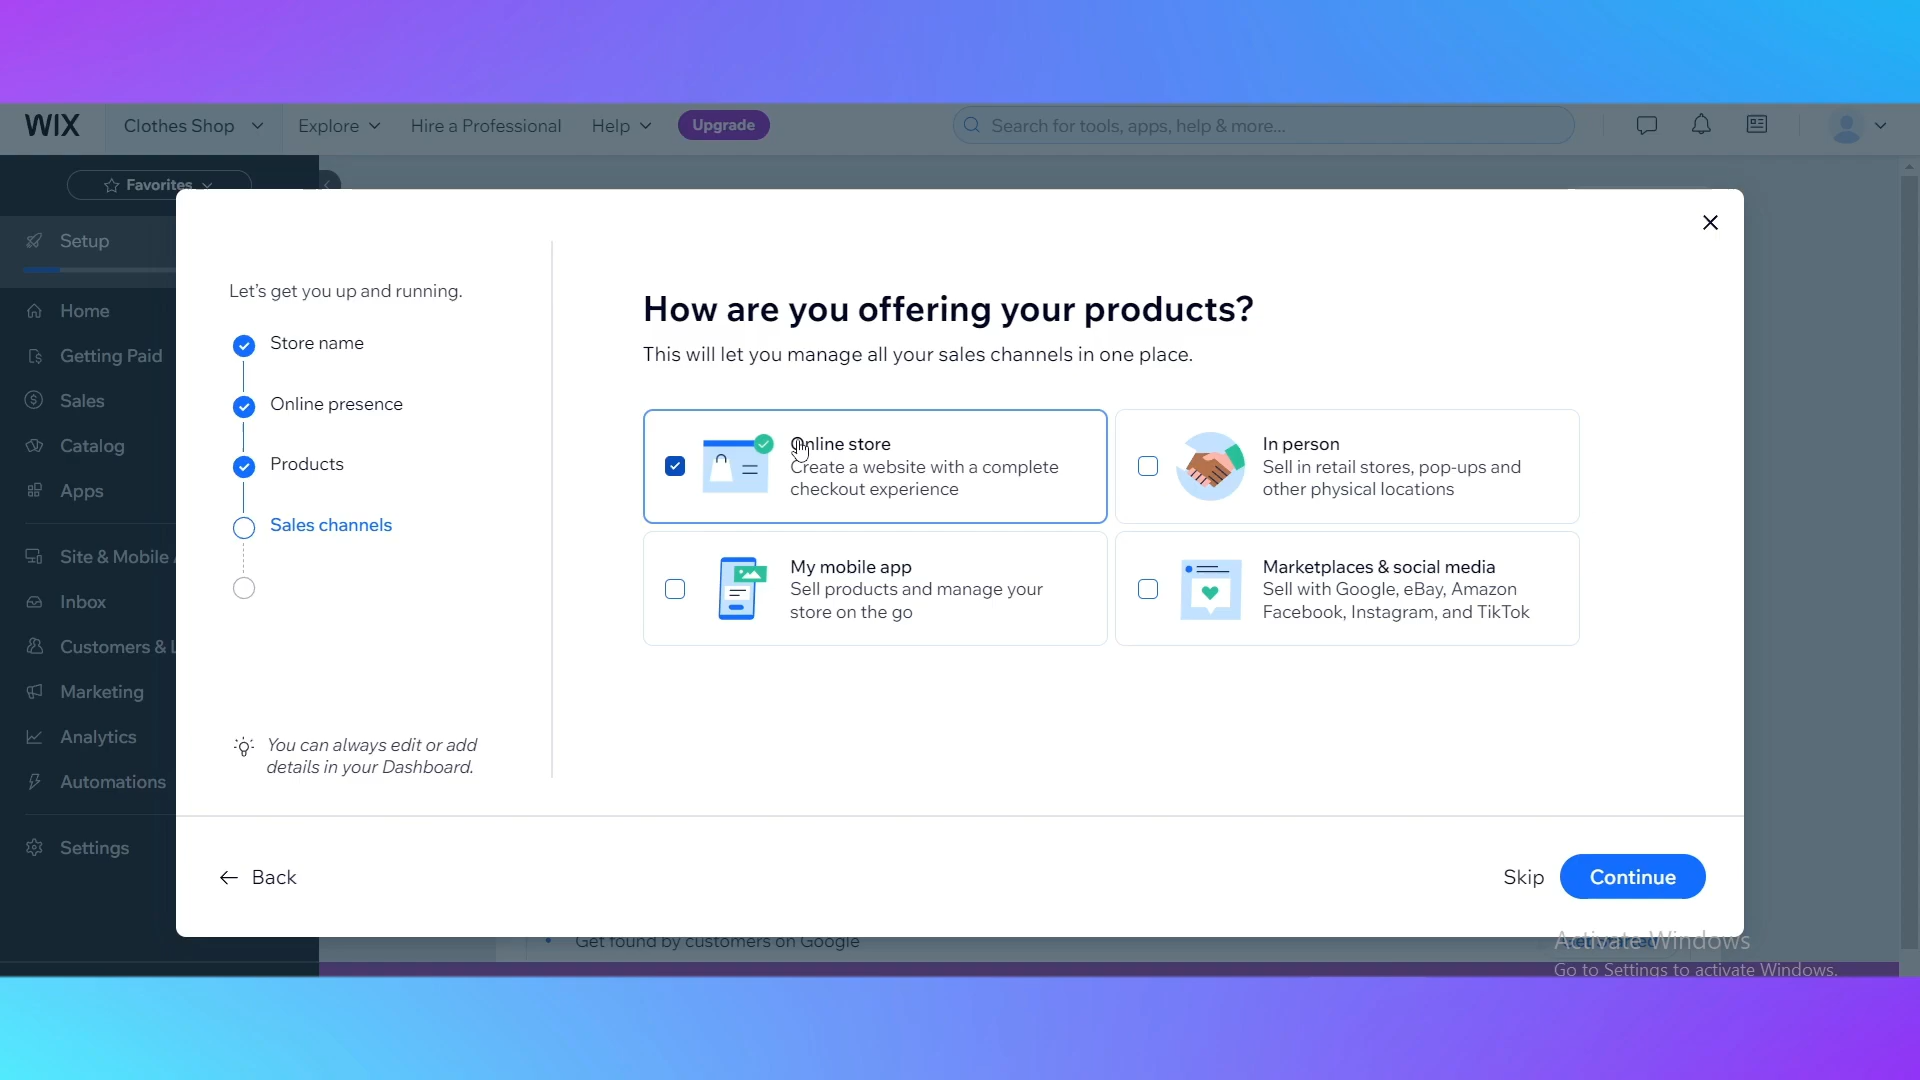 WIX
Clothes Shop
Explore
Hire a Professional
Help
Upgrade
Search for tools, apps, help & more...
Favorites
Setup
Home
Getting Paid
Sales
Catalog
Apps
Site & Mobile
Inbox
Customers &
Marketing
Analytics
Automations
Settings
Let's get you up and running.
Store name
Online presence
Products
Sales channels
You can always edit or add
details in your Dashboard.
How are you offering your products?
This will let you manage all your sales channels in one place.
Online store
Create a website with a complete
checkout experience
In person
Sell in retail stores, pop-ups and
other physical locations
My mobile app
Sell products and manage your
store on the go
Marketplaces & social media
Sell with Google, eBay, Amazon
Facebook, Instagram, and TikTok
Back
Skip
Continue
Get found by customers on Google
Activate Windows
Go to Settings to activate Windows.